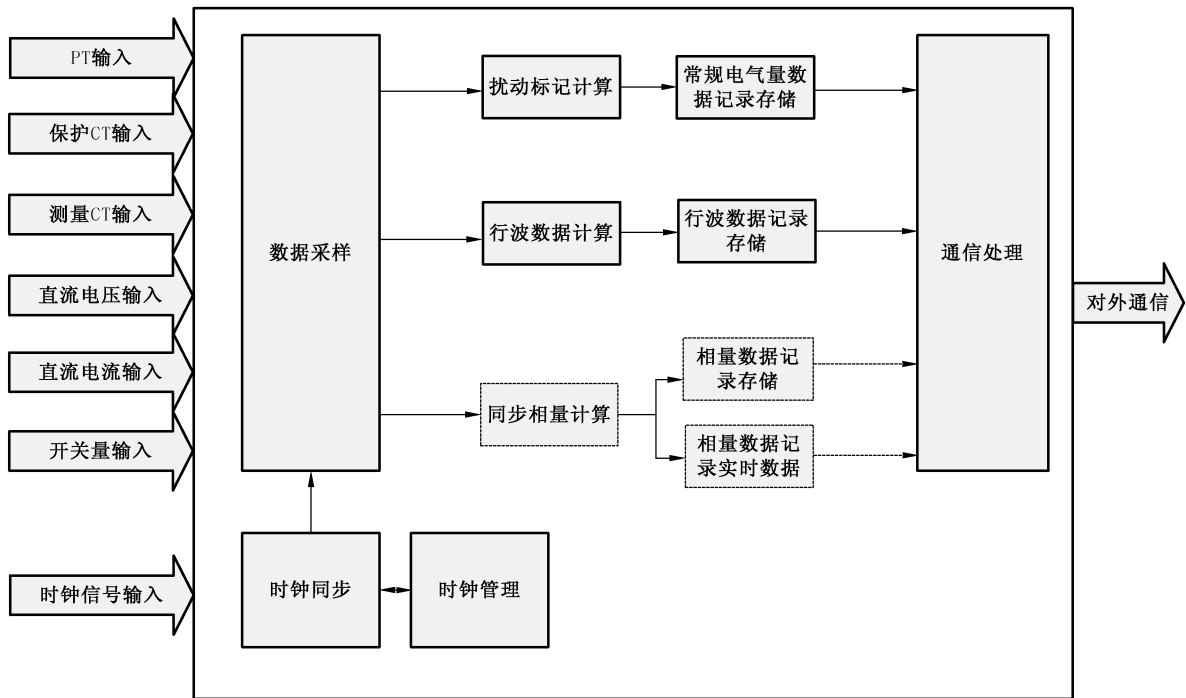 PT输入
保护CT输入
测量CT输入
直流电压输入
直流电流输入
开关量输入
时钟信号输入
数据采样
扰动标记计算
常规电气量数
据记录存储
行波数据计算
行波数据记录
存储
同步相量计算
相量数据记
录存储
相量数据记
录实时数据
通信处理
对外通信
时钟同步
时钟管理